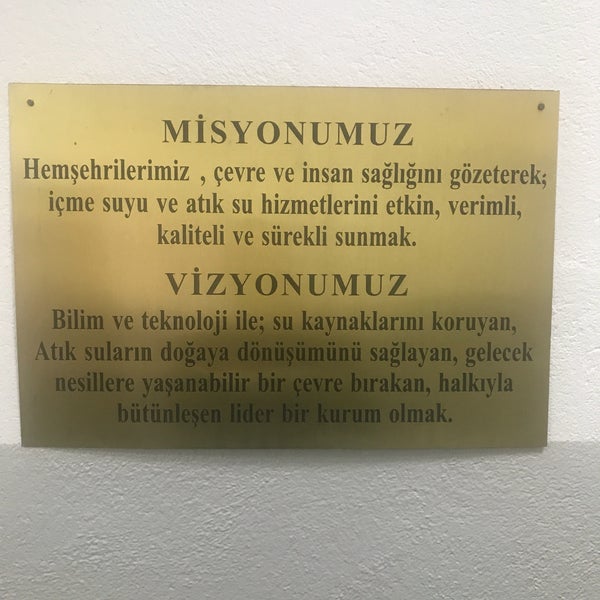 MİSYONUMUZ
Hemşehrilerimiz , çevre ve insan sağlığını gözeterek;
içme suyu ve atık su hizmetlerini etkin, verimli,
kaliteli ve sürekli sunmak.
VİZYONUMUZ
Bilim ve teknoloji ile; su kaynaklarını koruyan,
Atık suların doğaya dönüşümünü sağlayan, gelecek
nesillere yaşanabilir bir çevre bırakan, halkıyla
bütünleşen lider bir kurum olmak.